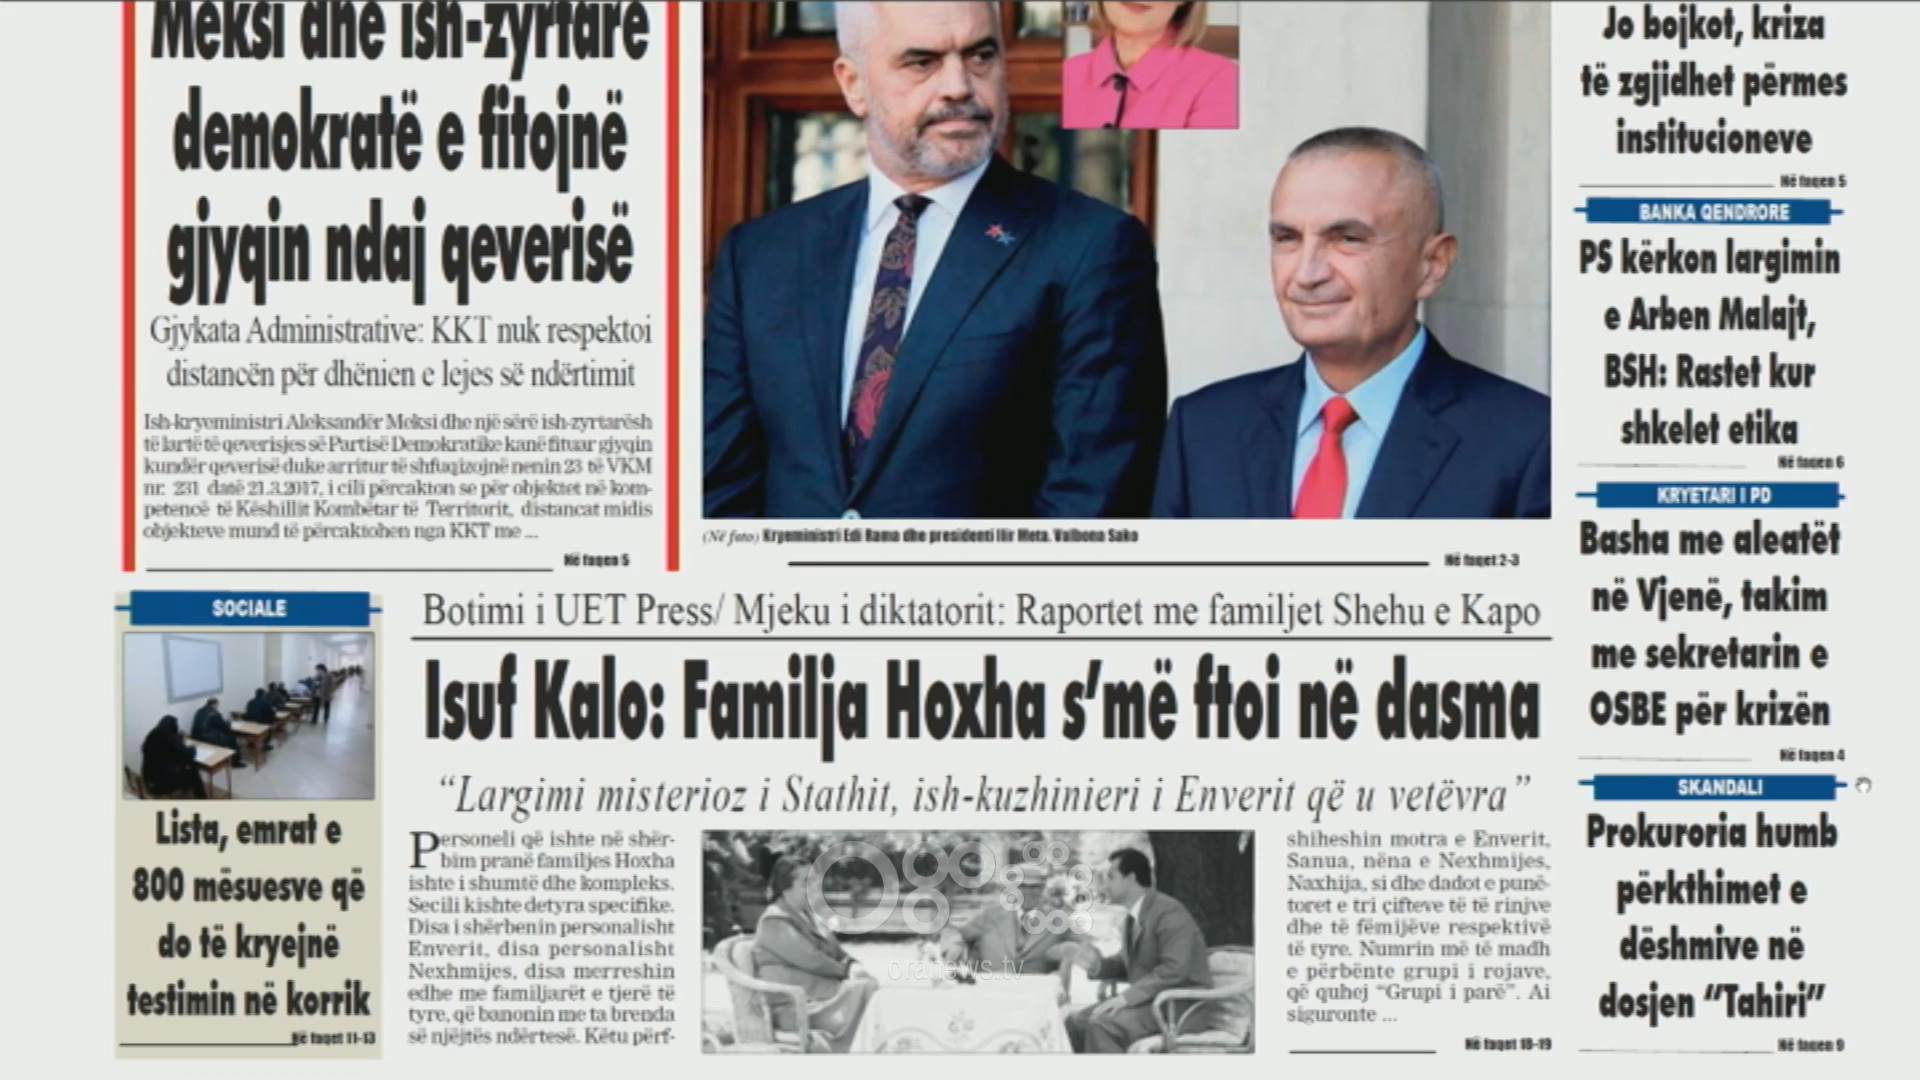 Meksi dhe ish-zyrtarë
demokratë e fitojnë
gjyqin ndaj qeverisë
Gjykata Administrative: KKT nuk respektoi
distancën për dhënien e lejes së ndërtimit
Ish-kryeministri Aleksandër Meksi dhe një sërë ish-zyrtarësh
të lartë të qeverisjes së Partisë Demokratike kanë fituar gjyqin
kundër qeverisë duke arritur të shfuqizojnë nenin 23 të VKM
nr. 231 datë 21.3.2017, i cili përcakton se për objektet në kom-
petencë të Këshillit Kombëtar të Territorit, distancat midis
objekteve mund të përcaktohen nga KKT me ...
Në faqen 5
(Në foto) Kryeministri Edi Rama dhe presidenti Ilir Meta. Valbona Sako
Në faqet 2-3
Jo bojkot, kriza
të zgjidhet përmes
institucioneve
Në faqen 5
BANKA QENDRORE
PS kërkon largimin
e Arben Malajt,
BSH: Rastet kur
shkelet etika
Në faqen 6
KRYETARI I PD
Basha me aleatët
në Vjenë, takim
me sekretarin e
OSBE për krizën
Në faqen 4
SKANDALI
Prokuroria humb
përkthimet e
dëshmive në
dosjen “Tahiri”
Në faqen 9
SOCIALE
Lista, emrat e
800 mësuesve që
do të kryejnë
testimin në korrik
Në faqet 11-13
Botimi i UET Press/ Mjeku i diktatorit: Raportet me familjet Shehu e Kapo
Isuf Kalo: Familja Hoxha s’më ftoi në dasma
“Largimi misterioz i Stathit, ish-kuzhinieri i Enverit që u vetëvra”
Personeli që ishte në shër-
bim pranë familjes Hoxha
ishte i shumtë dhe kompleks.
Secili kishte detyra specifike.
Disa i shërbenin personalisht
Enverit, disa personalisht
Nexhmijes, disa merreshin
edhe me familjarët e tjerë të
tyre, që banonin me ta brenda
së njëjtës ndërtesë. Këtu përf-
shiheshin motra e Enverit,
Sanua, nëna e Nexhmijes,
Naxhija, si dhe dadot e punë-
toret e tri çifteve të të rinjve
dhe të fëmijëve respektivë
të tyre. Numrin më të madh
e përbënte grupi i rojave,
që quhej “Grupi i parë”. Ai
siguronte ...
Në faqet 18-19
oranews.tv